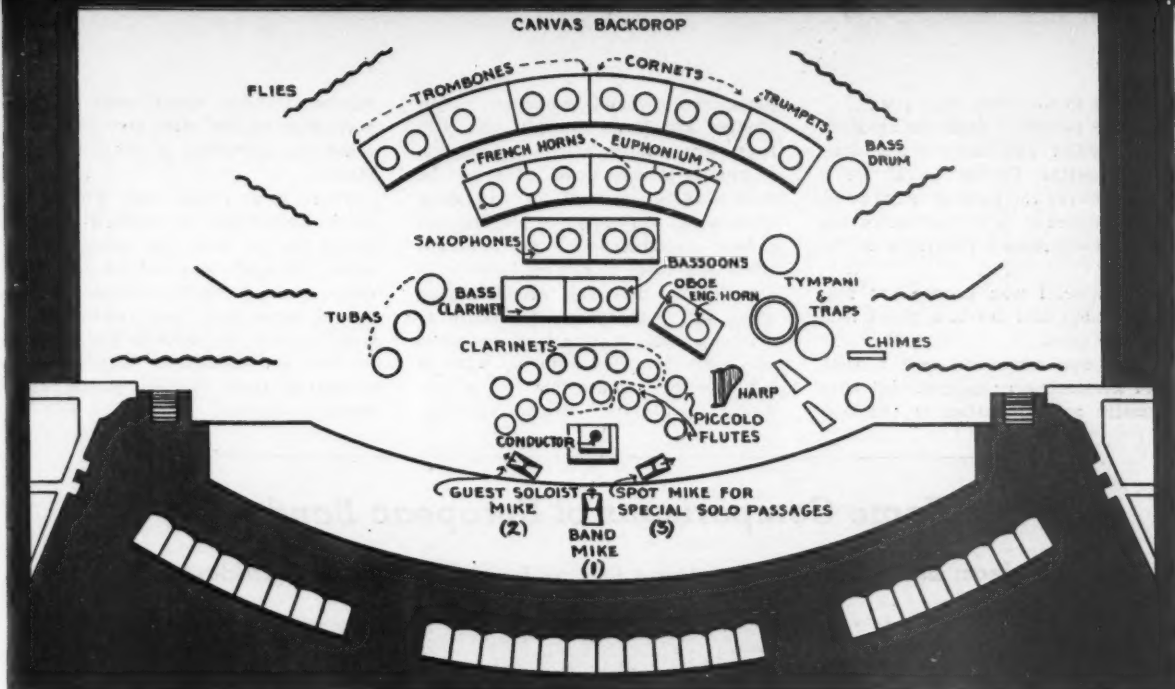 CANVAS BACKDROP
FLIES
TROMBONES
CORNETS
TRUMPETS
BASS
DRUM
FRENCH HORNS
EUPHONIUM
SAXOPHONES
BASSOONS
BASS
CLARINET
OBOE
ENG. HORN
TYMPANI
&
TRAPS
TUBAS
CHIMES
CLARINETS
HARP
PICCOLO
FLUTES
CONDUCTOR
GUEST SOLOIST
MIKE
(2)
SPOT MIKE FOR
SPECIAL SOLO PASSAGES
(3)
BAND
MIKE
(1)